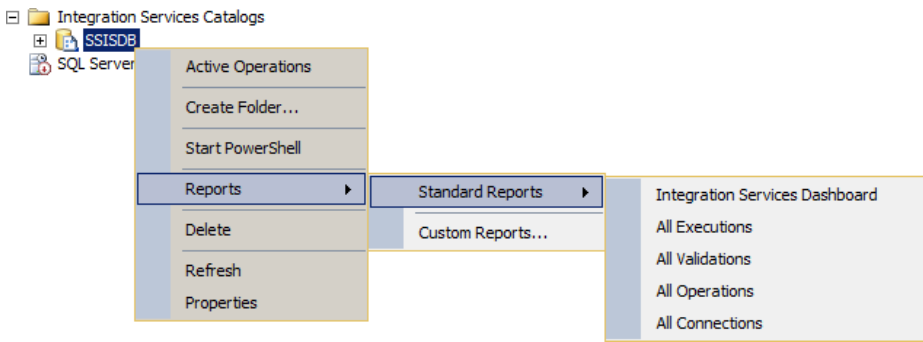 Integration Services Catalogs
SSISDB
SQL Server
Active Operations
Create Folder...
Start PowerShell
Reports
Delete
Refresh
Properties
Standard Reports
Custom Reports...
Integration Services Dashboard
All Executions
All Validations
All Operations
All Connections